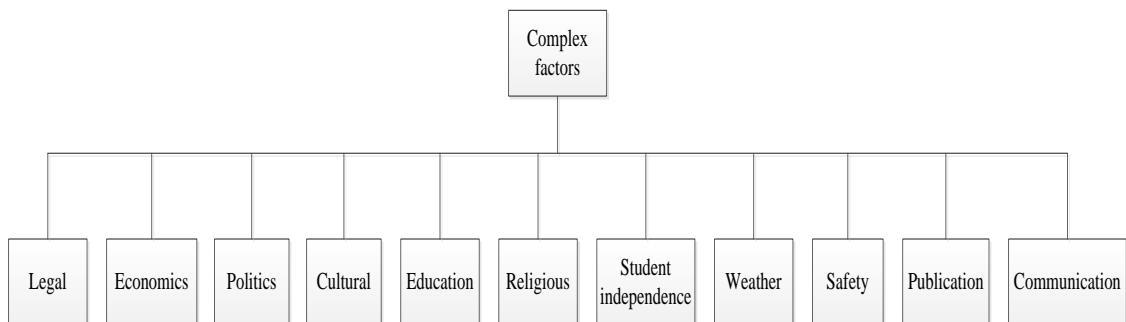 Complex
factors
Legal
Economics
Politics
Cultural
Education
Religious
Student
independence
Weather
Safety
Publication
Communication